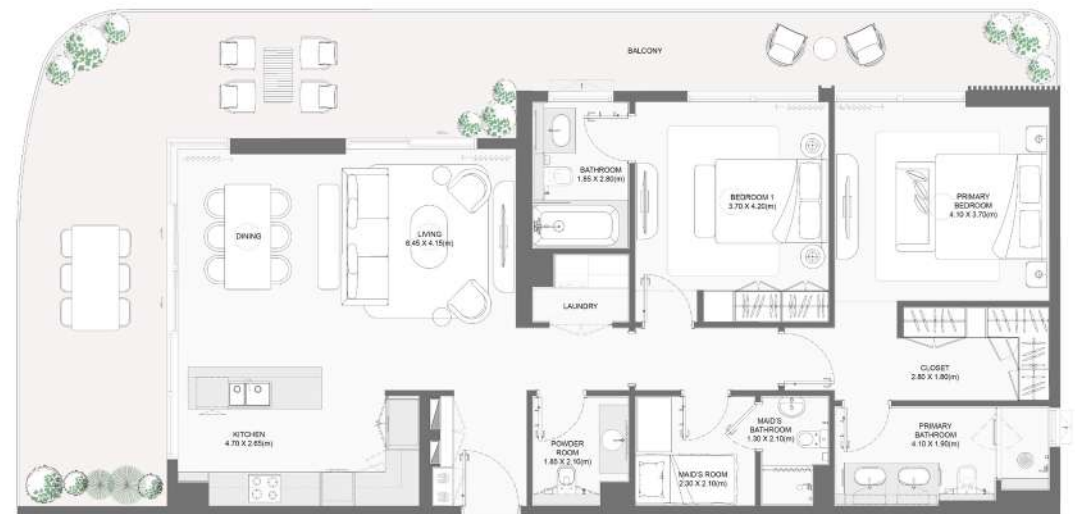 BALCONY
BATHROOM
1.85 X 2.80(m)
BEDROOM 1
3.70 X 4.20(m)
PRIMARY
BEDROOM
4.10 X 3.70(m)
DINING
LIVING
6.45 X 4.15(m)
LAUNDRY
CLOSET
2.80 X 1.80(m)
KITCHEN
4.70 X 2.65(m)
POWDER
ROOM
1.85 X 2.10(m)
MAID'S
BATHROOM
1.30 X 2.10(m)
MAID'S ROOM
2.30 X 2.10(m)
PRIMARY
BATHROOM
4.10 X 1.90(m)